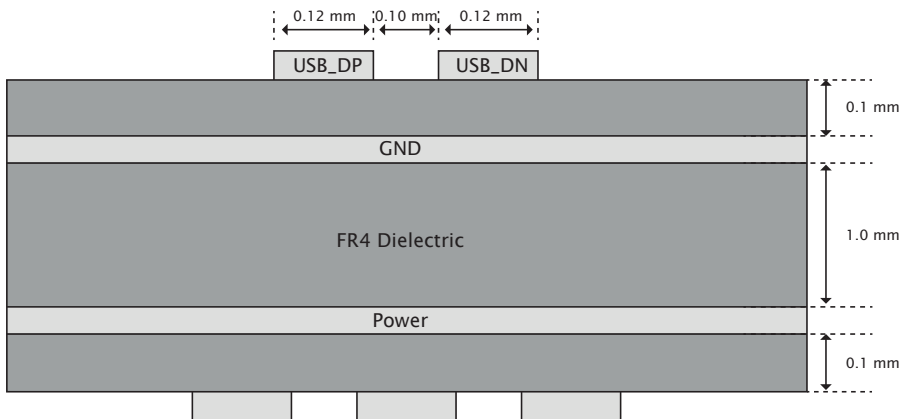 0.12 mm 0.10 mm 0.12 mm
USB_DP USB_DN
0.1 mm
GND
1.0 mm
FR4 Dielectric
Power
0.1 mm